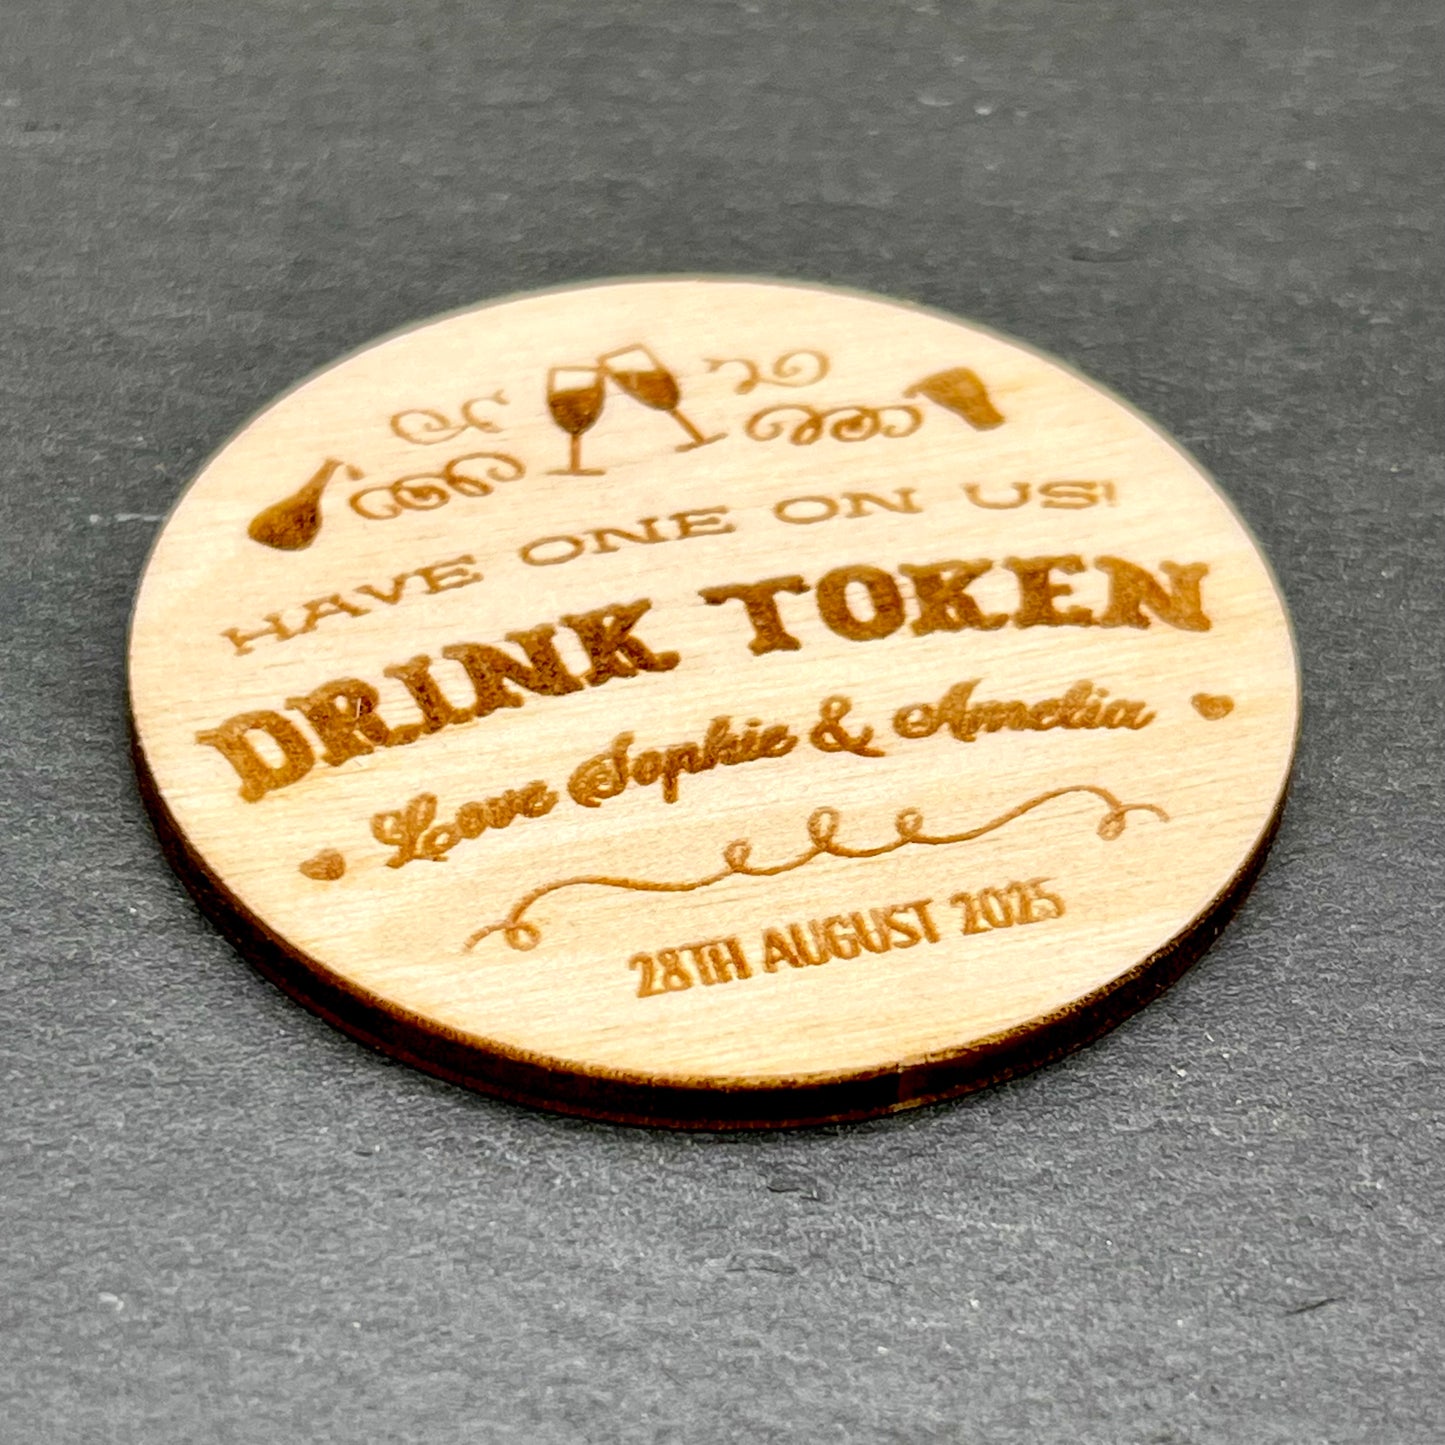 HAVE ONE ON US!
DRINK TOKEN
Love Sophie & Amelia
28TH AUGUST 2025